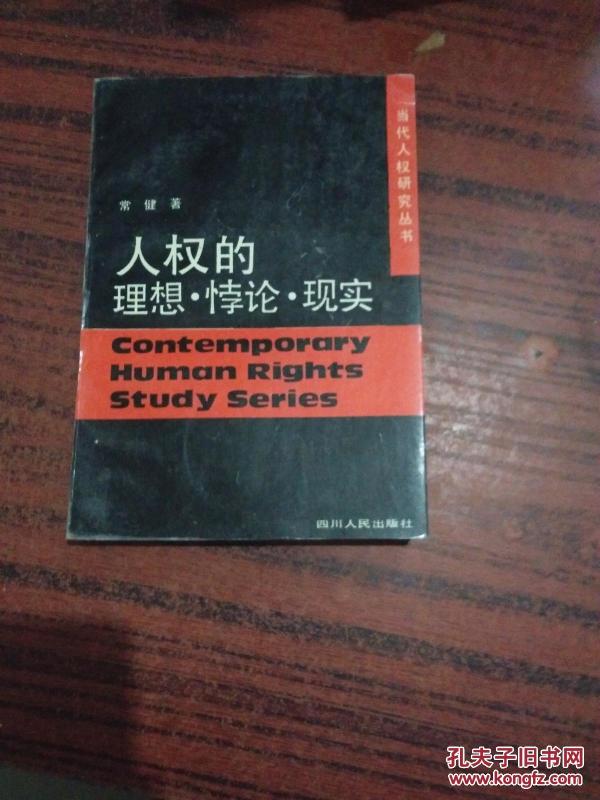 当代人权研究丛书
常健著
人权的
理想·悖论·现实
Contemporary
Human Rights
Study Series
四川人民出版社
孔夫子旧书网
www.kongfz.com